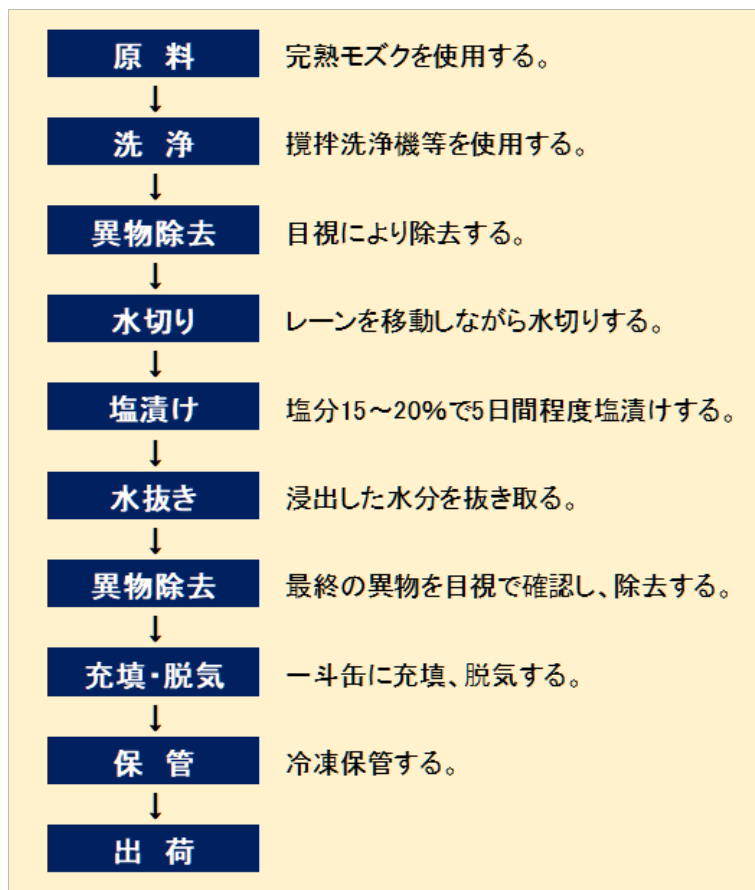 原 料 完熟モズクを使用する。
↓
洗 浄 撹拌洗浄機等を使用する。
↓
異物除去 目視により除去する。
↓
水切り レーンを移動しながら水切りする。
↓
塩漬け 塩分15～20%で5日間程度塩漬けする。
↓
水抜き 浸出した水分を抜き取る。
↓
異物除去 最終の異物を目視で確認し、除去する。
↓
充填・脱気 一斗缶に充填、脱気する。
↓
保 管 冷凍保管する。
↓
出 荷